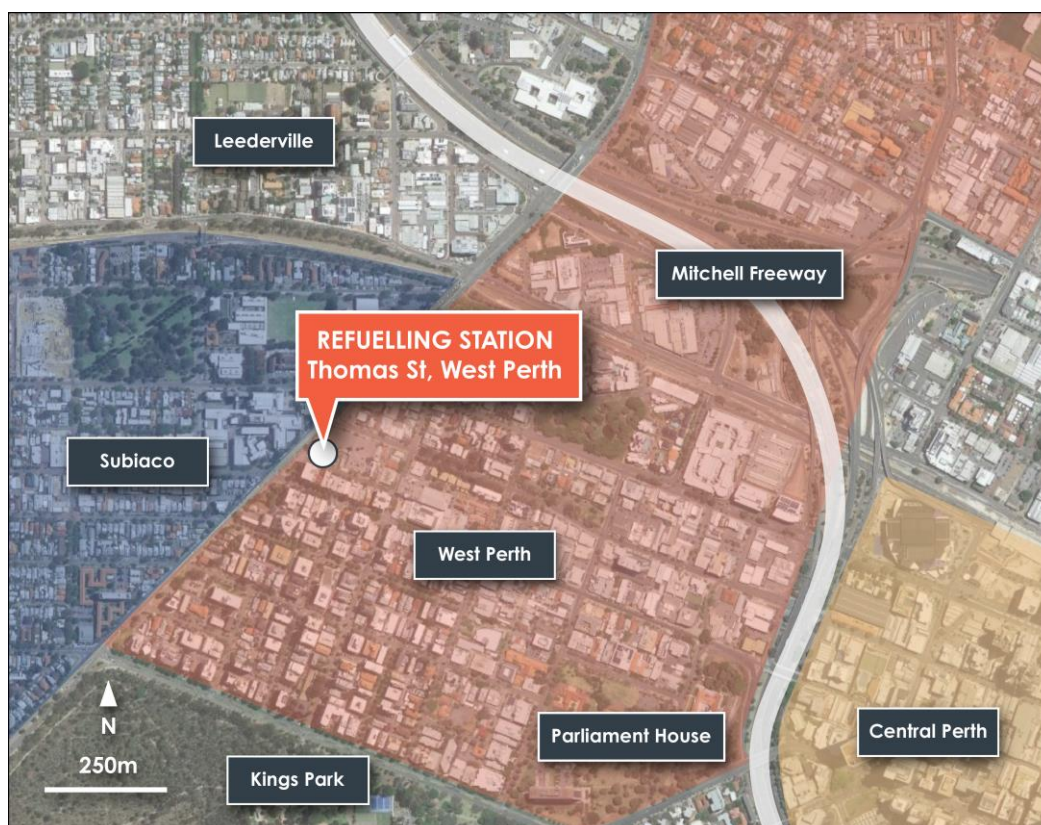 Leederville
Mitchell Freeway
REFUELLING STATION
Thomas St, West Perth
Subiaco
West Perth
Parliament House
Central Perth
N
250m
Kings Park